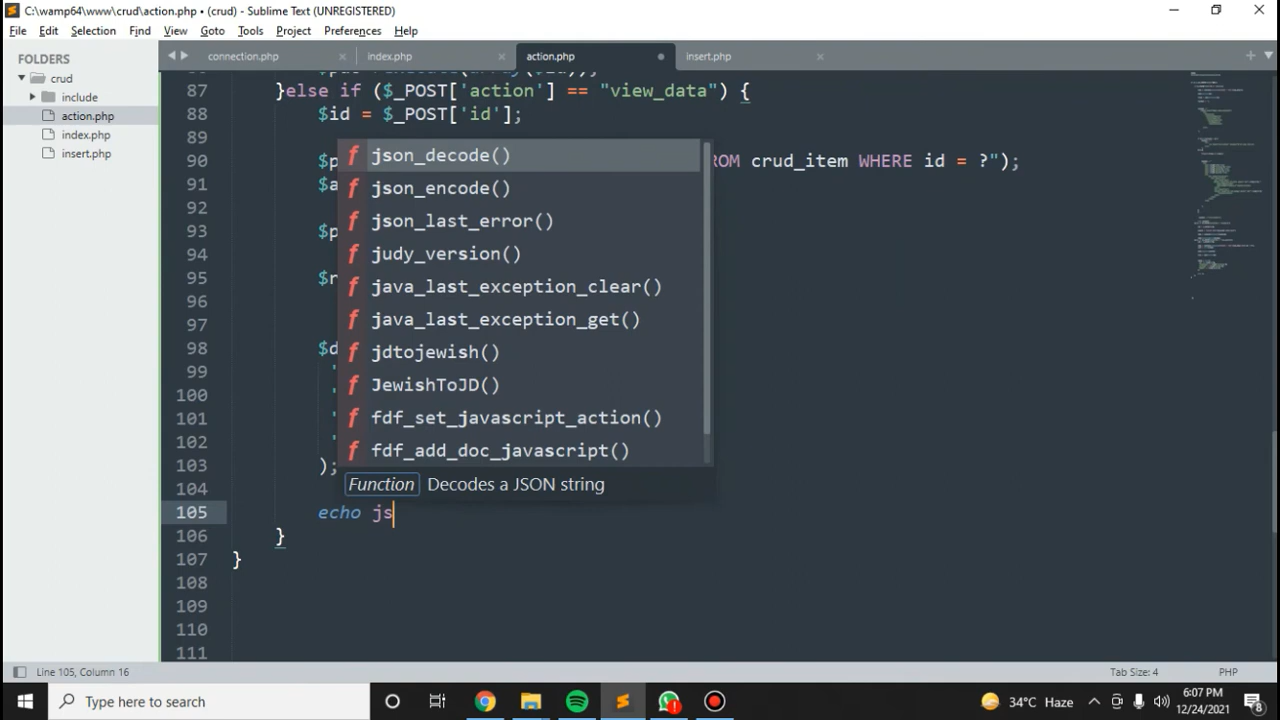 C:\wamp64\www\crud\action.php • (crud) - Sublime Text (UNREGISTERED)
File Edit Selection Find View Goto Tools Project Preferences Help
FOLDERS
crud
include
action.php
index.php
insert.php
connection.php × index.php × action.php insert.php ×
87 }else if ($_POST['action'] == "view_data") {
88 $id = $_POST['id'];
89
90 $p ROM crud_item WHERE id = ?");
91 $a
92
93 $p
94
95 $r
96
97
98 $d
99 '
100 '
101 '
102 '
103 );
104
105 echo js
106 }
107 }
108
109
110
111
f json_decode()
f json_encode()
f json_last_error()
f judy_version()
f java_last_exception_clear()
f java_last_exception_get()
f jdtojewish()
f JewishToJD()
f fdf_set_javascript_action()
f fdf_add_doc_javascript()
Function Decodes a JSON string
Line 105, Column 16 Tab Size: 4 PHP
Type here to search 34°C Haze 6:07 PM
12/24/2021 8